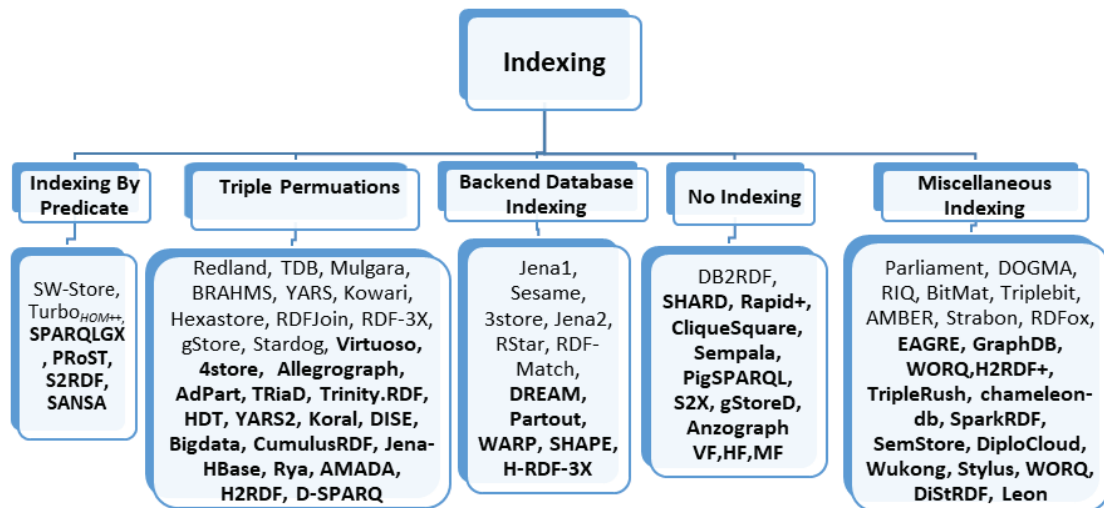 Indexing
Indexing By
Predicate
Triple Permuations
Backend Database
Indexing
No Indexing
Miscellaneous
Indexing
SW-Store,
Turbo HOM++,
SPARQLGX
, PRoST,
S2RDF,
SANSA
Redland, TDB, Mulgara,
BRAHMS, YARS, Kowari,
Hexastore, RDFJoin, RDF-3X,
gStore, Stardog, Virtuoso,
4store, Allegrograph,
AdPart, TRiaD, Trinity.RDF,
HDT, YARS2, Koral, DISE,
Bigdata, CumulusRDF, Jena-
HBase, Rya, AMADA,
H2RDF, D-SPARQ
Jena1,
Sesame,
3store, Jena2,
RStar, RDF-
Match,
DREAM,
Partout,
WARP, SHAPE,
H-RDF-3X
DB2RDF,
SHARD, Rapid+,
CliqueSquare,
Sempala,
PigSPARQL,
S2X, gStoreD,
Anzograph
VF,HF,MF
Parliament, DOGMA,
RIQ, BitMat, Triplebit,
AMBER, Strabon, RDFox,
EAGRE, GraphDB,
WORQ,H2RDF+,
TripleRush, chameleon-
db, SparkRDF,
SemStore, DiploCloud,
Wukong, Stylus, WORQ,
DiStRDF, Leon